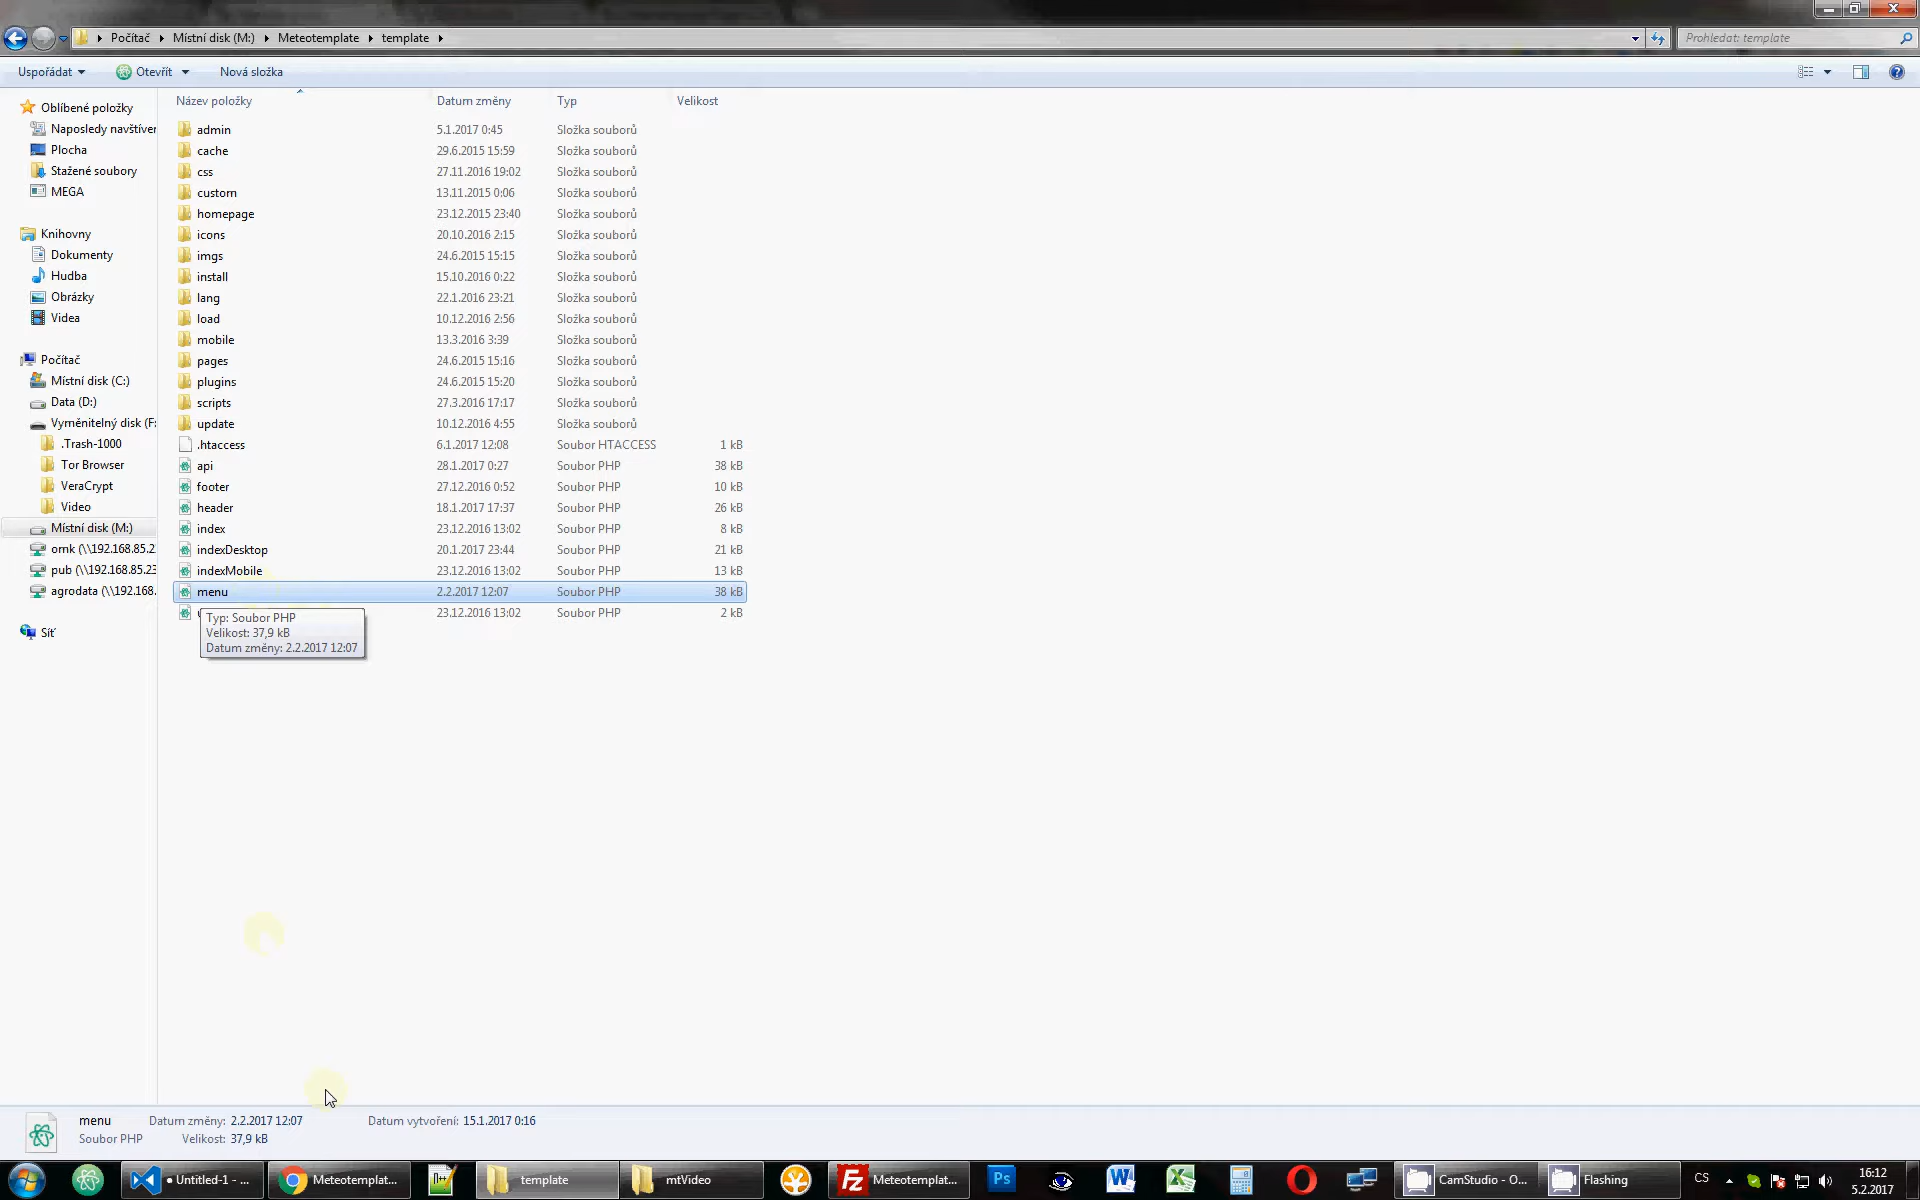 Počítač ▸ Místní disk (M:) ▸ Meteotemplate ▸ template ▸
Prohledat: template
Uspořádat Otevřít Nová složka
Název položky Datum změny Typ Velikost
Oblíbené položky
Naposledy navštíver
Plocha
Stažené soubory
MEGA
Knihovny
Dokumenty
Hudba
Obrázky
Videa
Počítač
Místní disk (C:)
Data (D:)
Vyměnitelný disk (F:
.Trash-1000
Tor Browser
VeraCrypt
Video
Místní disk (M:)
omk (\\192.168.85.2
pub (\\192.168.85.23
agrodata (\\192.168.
Síť
admin 5.1.2017 0:45 Složka souborů
cache 29.6.2015 15:59 Složka souborů
css 27.11.2016 19:02 Složka souborů
custom 13.11.2015 0:06 Složka souborů
homepage 23.12.2015 23:40 Složka souborů
icons 20.10.2016 2:15 Složka souborů
imgs 24.6.2015 15:15 Složka souborů
install 15.10.2016 0:22 Složka souborů
lang 22.1.2016 23:21 Složka souborů
load 10.12.2016 2:56 Složka souborů
mobile 13.3.2016 3:39 Složka souborů
pages 24.6.2015 15:16 Složka souborů
plugins 24.6.2015 15:20 Složka souborů
scripts 27.3.2016 17:17 Složka souborů
update 10.12.2016 4:55 Složka souborů
.htaccess 6.1.2017 12:08 Soubor HTACCESS 1 kB
api 28.1.2017 0:27 Soubor PHP 38 kB
footer 27.12.2016 0:52 Soubor PHP 10 kB
header 18.1.2017 17:37 Soubor PHP 26 kB
index 23.12.2016 13:02 Soubor PHP 8 kB
indexDesktop 20.1.2017 23:44 Soubor PHP 21 kB
indexMobile 23.12.2016 13:02 Soubor PHP 13 kB
menu 2.2.2017 12:07 Soubor PHP 38 kB
23.12.2016 13:02 Soubor PHP 2 kB
Typ: Soubor PHP
Velikost: 37,9 kB
Datum změny: 2.2.2017 12:07
menu Datum změny: 2.2.2017 12:07 Datum vytvoření: 15.1.2017 0:16
Soubor PHP Velikost: 37,9 kB
• Untitled-1 - ... Meteotemplat... template mtVideo Meteotemplat... CamStudio - O... Flashing CS 16:12
5.2.2017